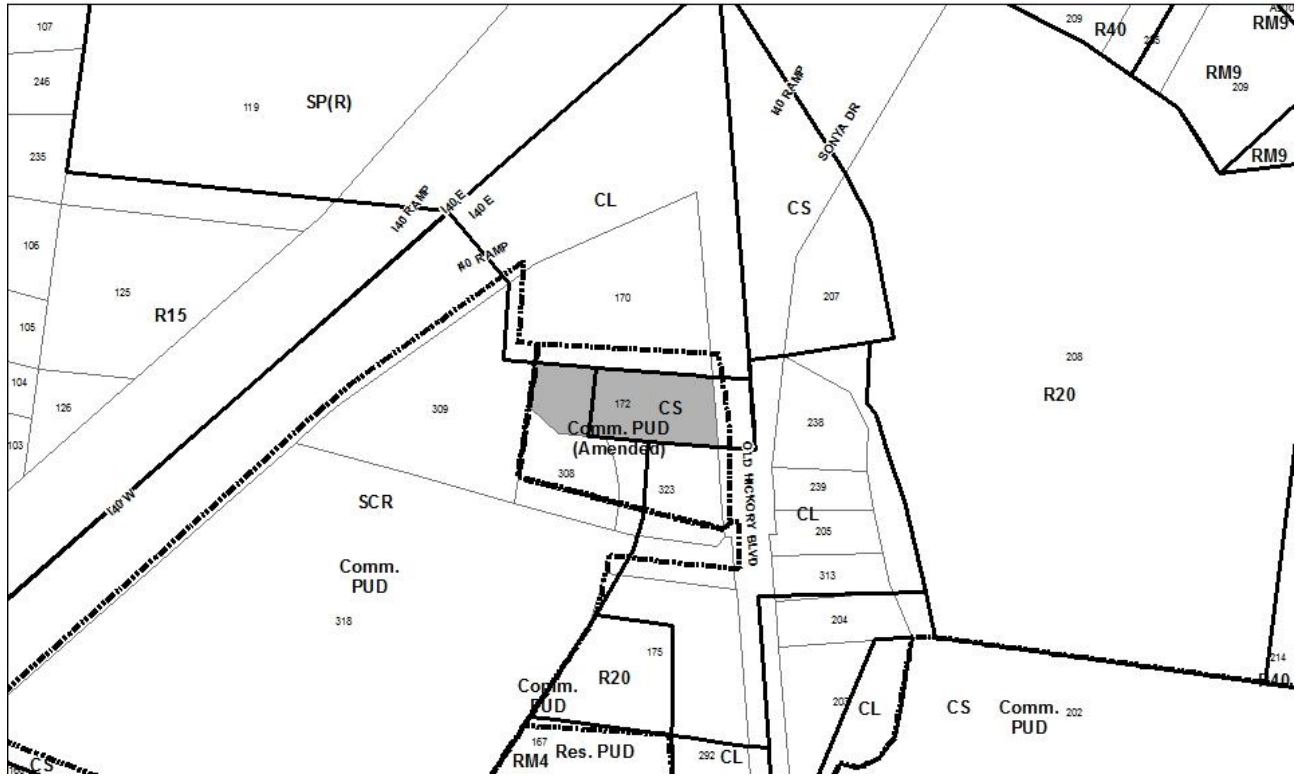 107
246
119
SP(R)
235
106
125
R15
105
104
126
103
I40 RAMP
I40 E
I40 E
I40 RAMP
I40 W
CL
170
I40 RAMP
SONYA DR
CS
207
209
R40
RM9
RM9
209
RM9
208
R20
309
172
CS
Comm. PUD
(Amended)
308
323
OLD HICKORY BLVD
238
239
CL
205
313
204
SCR
Comm.
PUD
318
175
R20
Comm.
PUD
167
RM4
Res. PUD
292
CL
CL
CS
Comm.
PUD
202
214
R40
CS